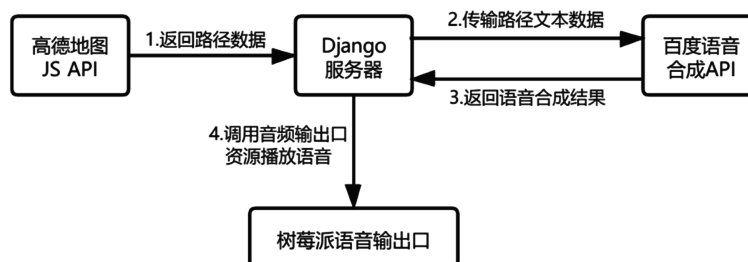 高德地图
JS API
1.返回路径数据
Django
服务器
2.传输路径文本数据
百度语音
合成API
3.返回语音合成结果
4.调用音频输出口
资源播放语音
树莓派语音输出口